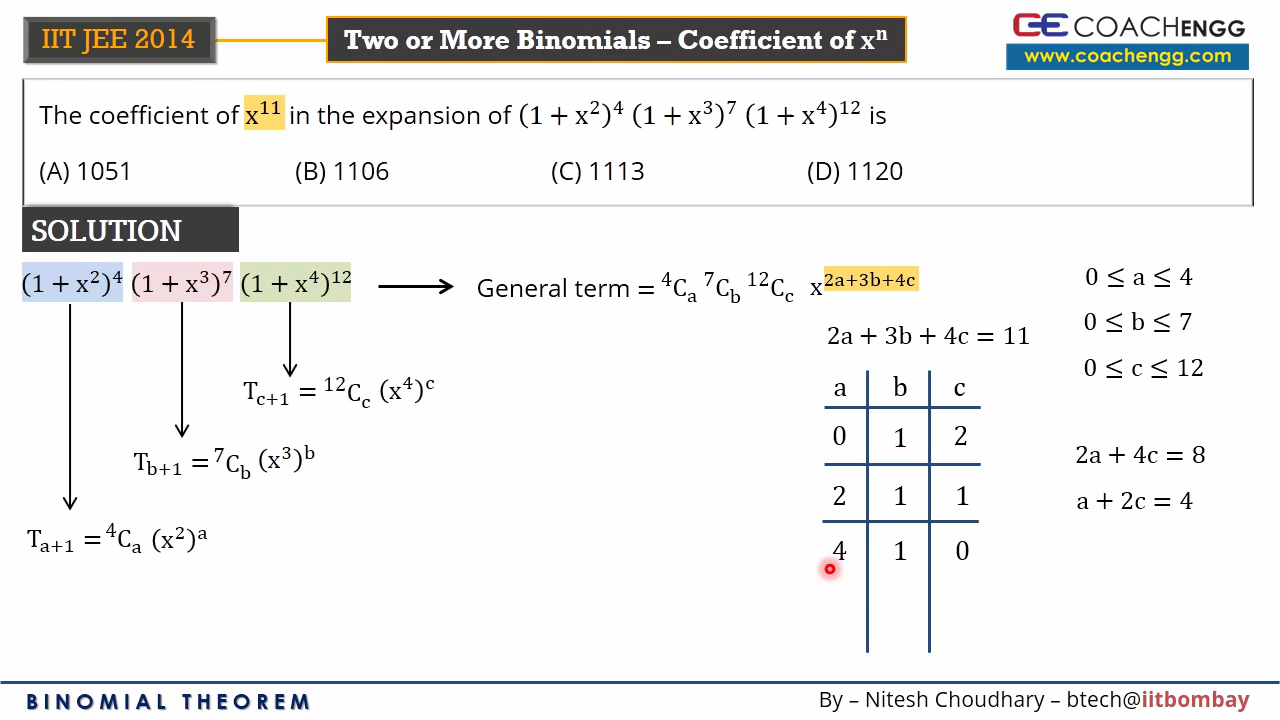 IIT JEE 2014
Two or More Binomials – Coefficient of xⁿ
CE COACHENGG
www.coachengg.com
The coefficient of x¹¹ in the expansion of (1 + x²)⁴ (1 + x³)⁷ (1 + x⁴)¹² is
(A) 1051 (B) 1106 (C) 1113 (D) 1120
SOLUTION
(1 + x²)⁴ (1 + x³)⁷ (1 + x⁴)¹² → General term = ⁴Cₐ ⁷C_b ¹²C_c x^(2a+3b+4c)
0 ≤ a ≤ 4
0 ≤ b ≤ 7
0 ≤ c ≤ 12
2a + 3b + 4c = 11
a b c
0 1 2
2 1 1
4 1 0
2a + 4c = 8
a + 2c = 4
T_(c+1) = ¹²C_c (x⁴)^c
T_(b+1) = ⁷C_b (x³)^b
T_(a+1) = ⁴Cₐ (x²)^a
BINOMIAL THEOREM
By – Nitesh Choudhary – btech@iitbombay